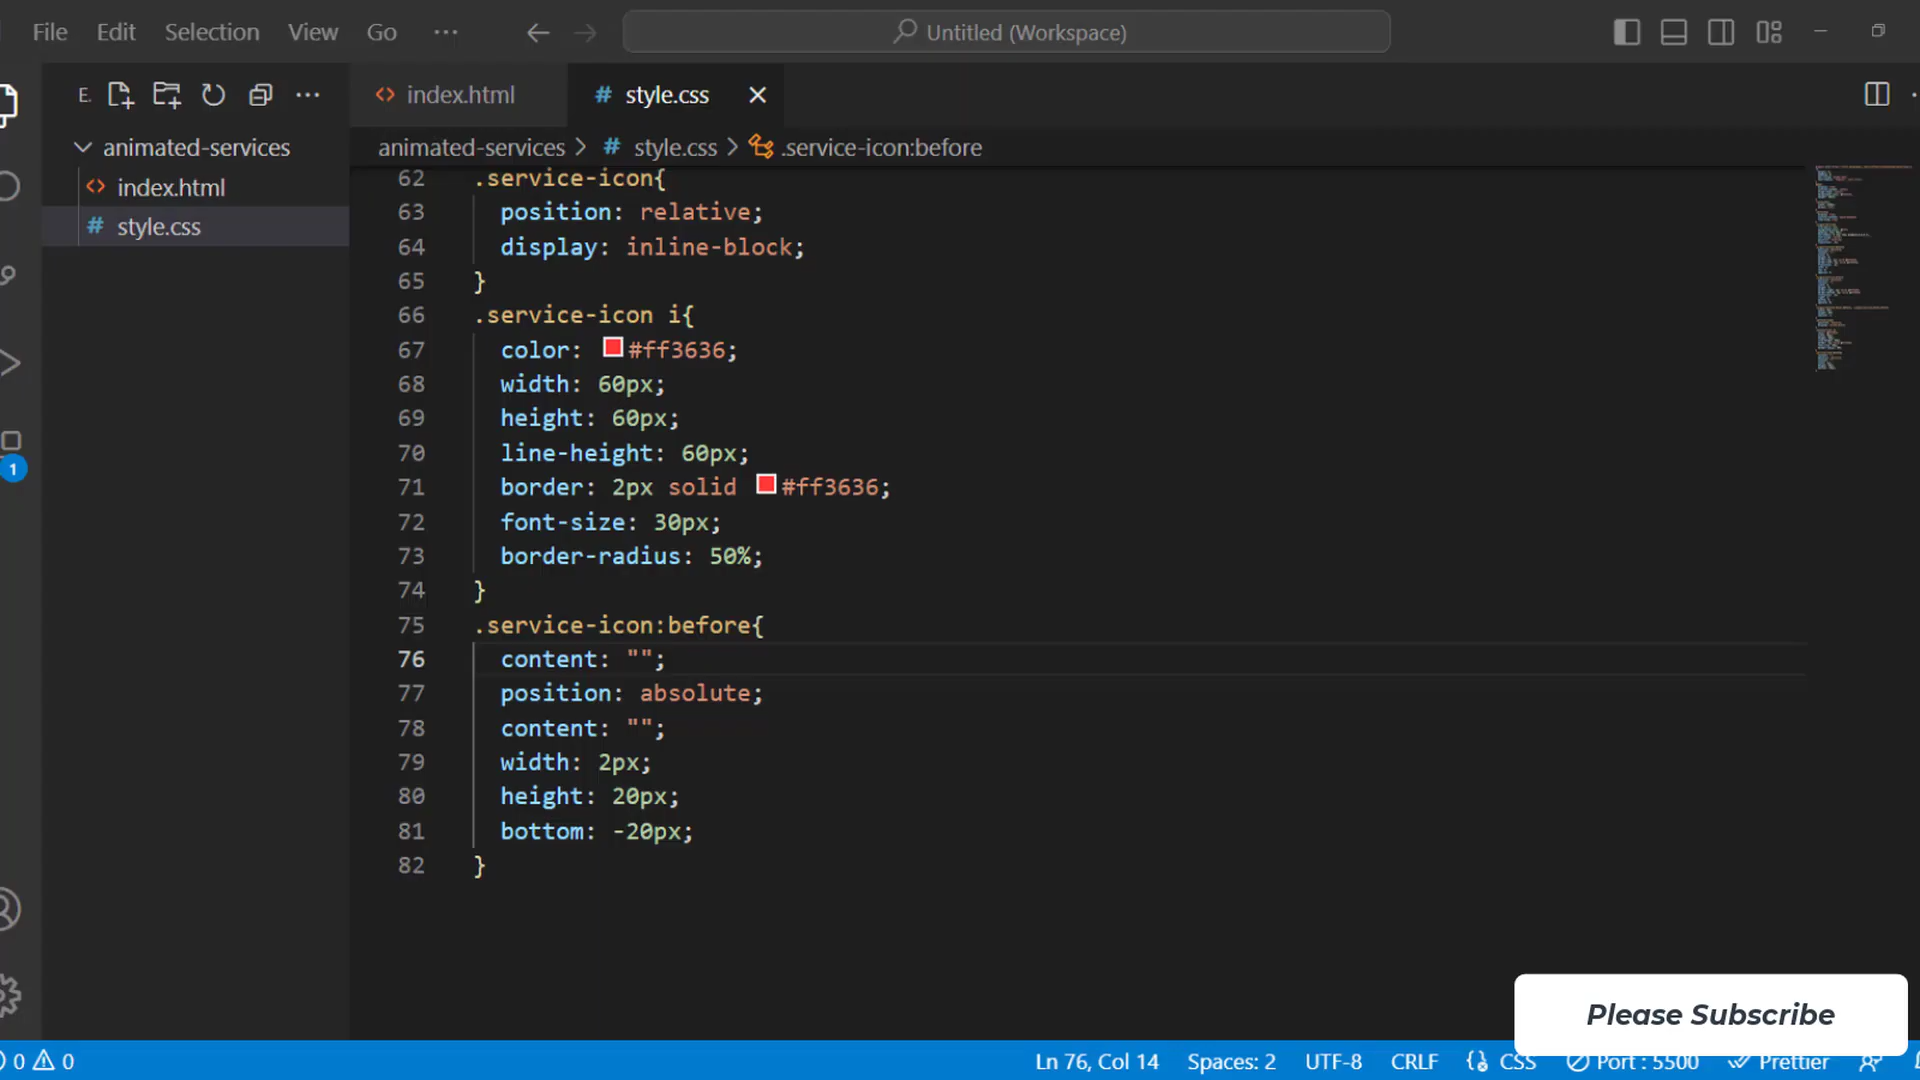 File Edit Selection View Go ··· Untitled (Workspace)
E. index.html style.css
animated-services > style.css > .service-icon:before
animated-services
index.html
style.css
62 .service-icon{
63 position: relative;
64 display: inline-block;
65 }
66 .service-icon i{
67 color: #ff3636;
68 width: 60px;
69 height: 60px;
70 line-height: 60px;
71 border: 2px solid #ff3636;
72 font-size: 30px;
73 border-radius: 50%;
74 }
75 .service-icon:before{
76 content: "";
77 position: absolute;
78 content: "";
79 width: 2px;
80 height: 20px;
81 bottom: -20px;
82 }
1
Please Subscribe
0 0 Ln 76, Col 14 Spaces: 2 UTF-8 CRLF CSS Port : 5500 Prettier